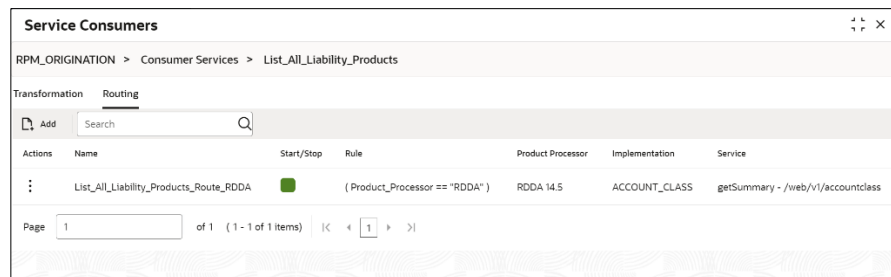 Service Consumers
RPM_ORIGINATION > Consumer Services > List_All_Liability_Products
Transformation Routing
Add Search
Actions Name Start/Stop Rule Product Processor Implementation Service
List_All_Liability_Products_Route_RDDA ( Product_Processor == "RDDA" ) RDDA 14.5 ACCOUNT_CLASS getSummary - /web/v1/accountclass
Page 1 of 1 ( 1 - 1 of 1 items) 1